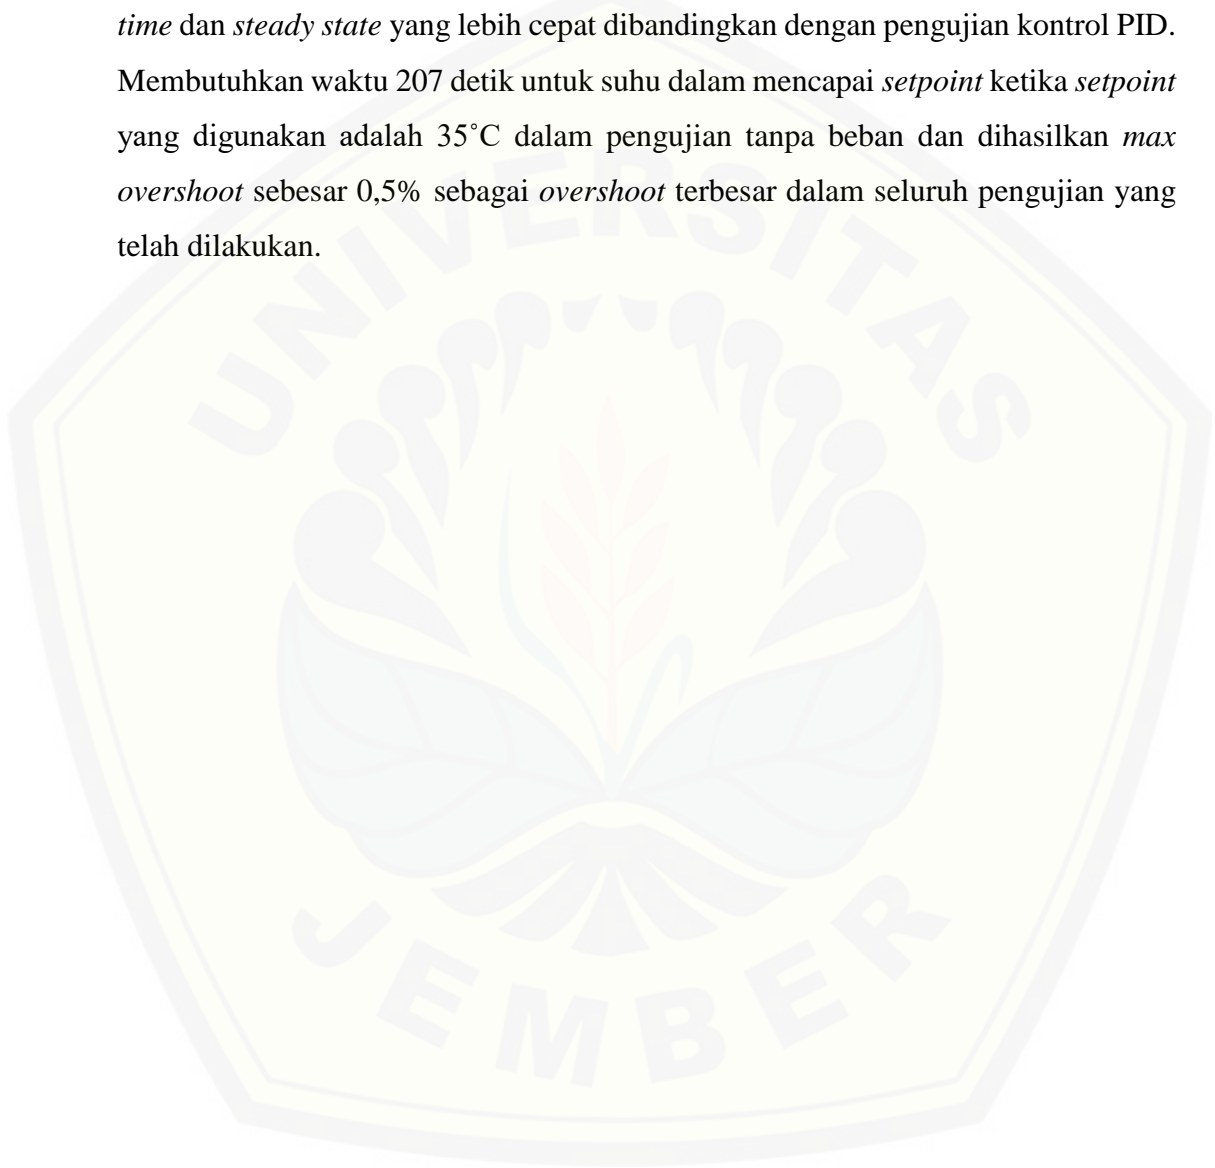 time dan steady state yang lebih cepat dibandingkan dengan pengujian kontrol PID.
Membutuhkan waktu 207 detik untuk suhu dalam mencapai setpoint ketika setpoint
yang digunakan adalah 35˚C dalam pengujian tanpa beban dan dihasilkan max
overshoot sebesar 0,5% sebagai overshoot terbesar dalam seluruh pengujian yang
telah dilakukan.
UNIVERSITAS
JEMBER